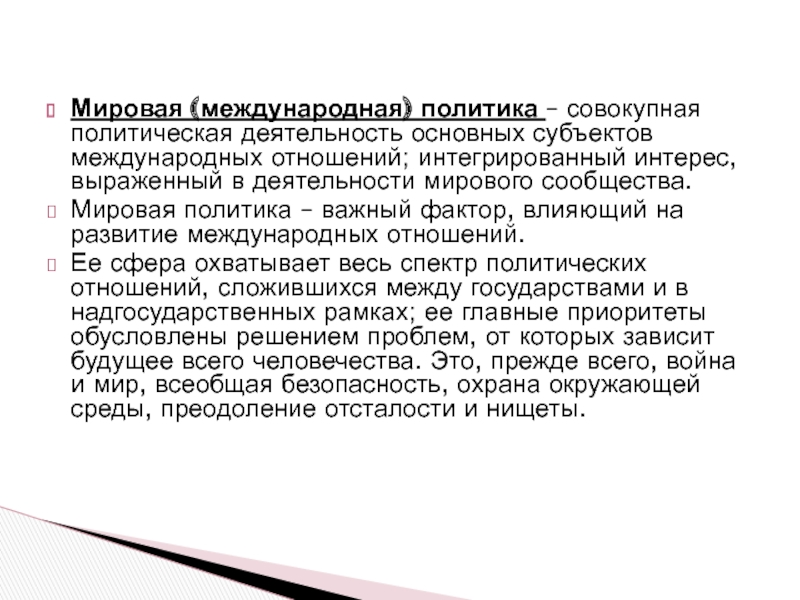 Мировая (международная) политика – совокупная
политическая деятельность основных субъектов
международных отношений; интегрированный интерес,
выраженный в деятельности мирового сообщества.
Мировая политика – важный фактор, влияющий на
развитие международных отношений.
Ее сфера охватывает весь спектр политических
отношений, сложившихся между государствами и в
надгосударственных рамках; ее главные приоритеты
обусловлены решением проблем, от которых зависит
будущее всего человечества. Это, прежде всего, война
и мир, всеобщая безопасность, охрана окружающей
среды, преодоление отсталости и нищеты.